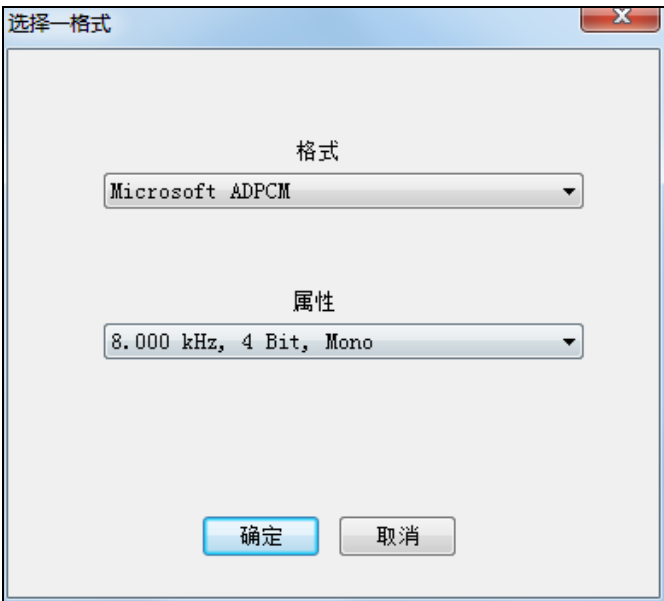 选择一格式
格式
Microsoft ADPCM
属性
8.000 kHz, 4 Bit, Mono
确定
取消